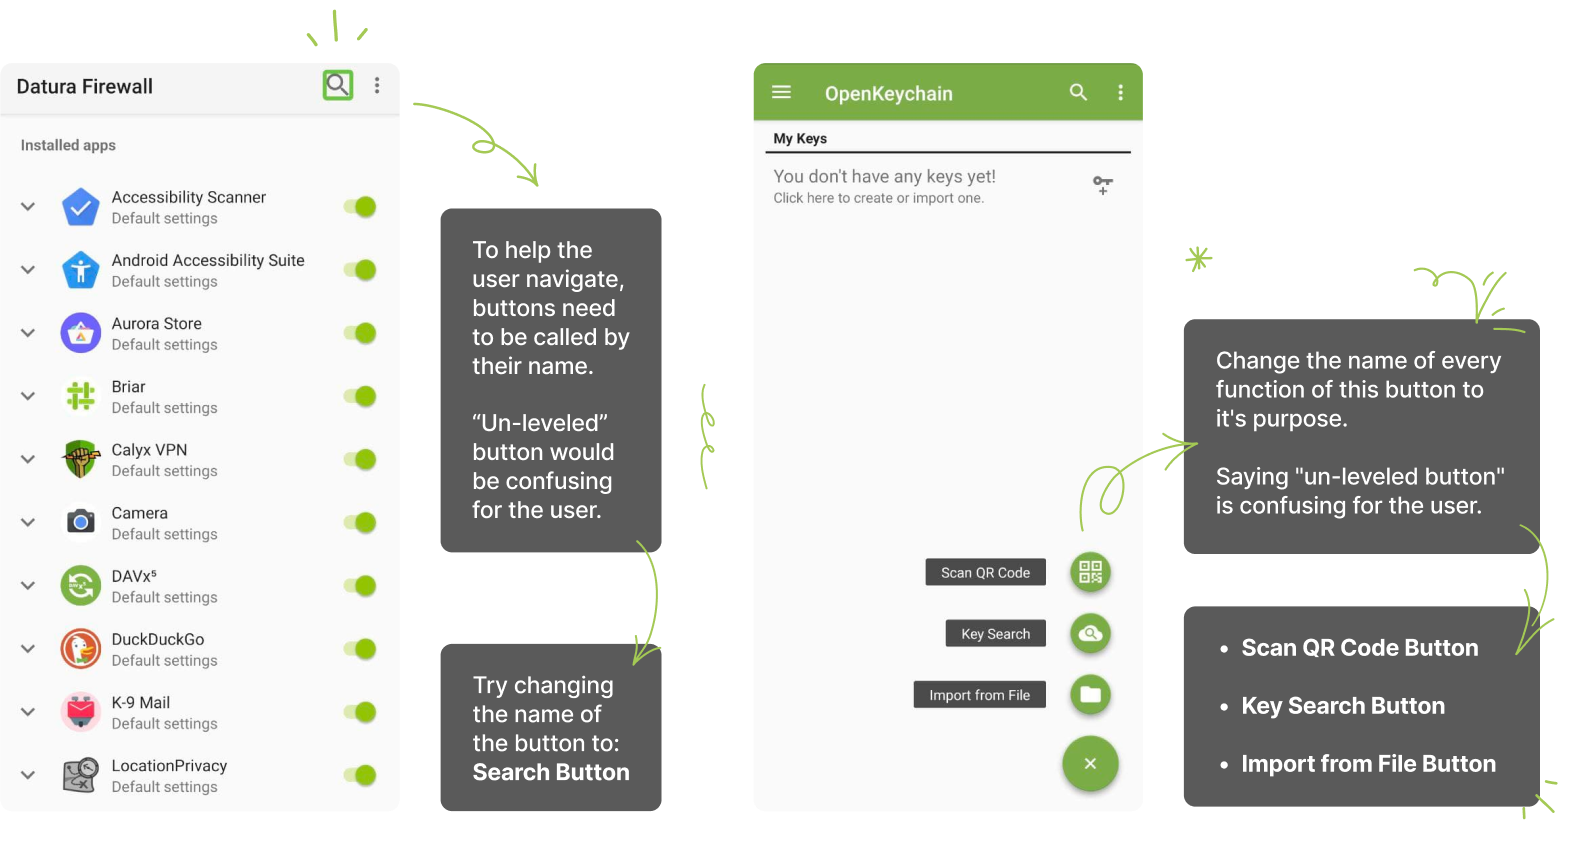 Datura Firewall
Installed apps
Accessibility Scanner
Default settings
Android Accessibility Suite
Default settings
Aurora Store
Default settings
Briar
Default settings
Calyx VPN
Default settings
Camera
Default settings
DAVx⁵
Default settings
DuckDuckGo
Default settings
K-9 Mail
Default settings
LocationPrivacy
Default settings
To help the
user navigate,
buttons need
to be called by
their name.
“Un-leveled”
button would
be confusing
for the user.
Try changing
the name of
the button to:
Search Button
OpenKeychain
My Keys
You don't have any keys yet!
Click here to create or import one.
Scan QR Code
Key Search
Import from File
Change the name of every
function of this button to
it's purpose.
Saying "un-leveled button"
is confusing for the user.
• Scan QR Code Button
• Key Search Button
• Import from File Button